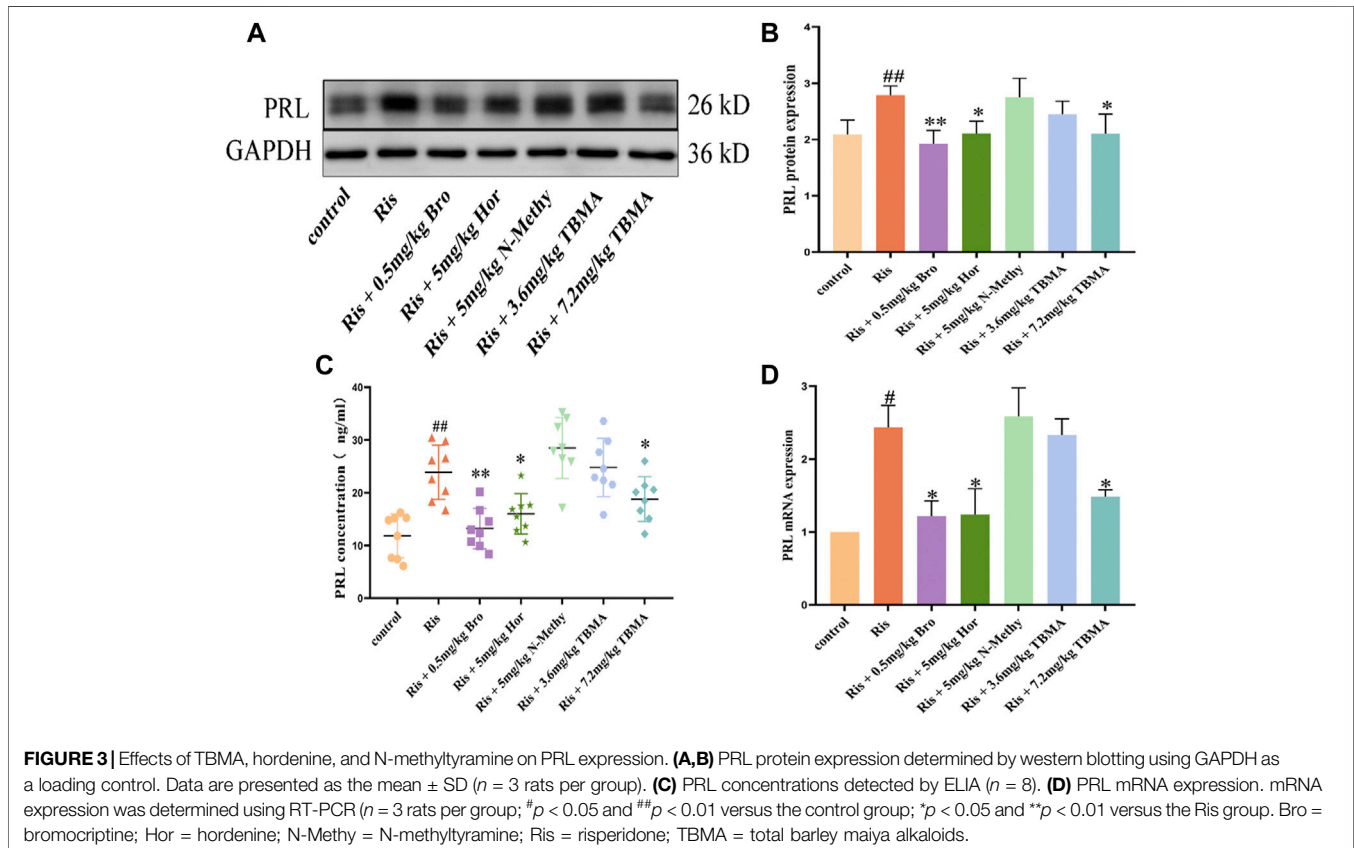 A
PRL
26 kD
GAPDH
36 kD
control
Ris
Ris + 0.5mg/kg Bro
Ris + 5mg/kg Hor
Ris + 5mg/kg N-Methy
Ris + 3.6mg/kg TBMA
Ris + 7.2mg/kg TBMA
B
PRL protein expression
4
3
2
1
0
##
**
*
*
control
Ris
Ris + 0.5mg/kg Bro
Ris + 5mg/kg Hor
Ris + 5mg/kg N-Methy
Ris + 3.6mg/kg TBMA
Ris + 7.2mg/kg TBMA
C
PRL concentration ( ng/ml)
40
30
20
10
0
##
**
*
*
control
Ris
Ris + 0.5mg/kg Bro
Ris + 5mg/kg Hor
Ris + 5mg/kg N-Methy
Ris + 3.6mg/kg TBMA
Ris + 7.2mg/kg TBMA
D
PRL mRNA expression
3
2
1
0
#
*
*
*
control
Ris
Ris + 0.5mg/kg Bro
Ris + 5mg/kg Hor
Ris + 5mg/kg N-Methy
Ris + 3.6mg/kg TBMA
Ris + 7.2mg/kg TBMA
FIGURE 3 | Effects of TBMA, hordenine, and N-methyltyramine on PRL expression. (A,B) PRL protein expression determined by western blotting using GAPDH as
a loading control. Data are presented as the mean ± SD (n = 3 rats per group). (C) PRL concentrations detected by ELIA (n = 8). (D) PRL mRNA expression. mRNA
expression was determined using RT-PCR (n = 3 rats per group; #p < 0.05 and ##p < 0.01 versus the control group; *p < 0.05 and **p < 0.01 versus the Ris group. Bro =
bromocriptine; Hor = hordenine; N-Methy = N-methyltyramine; Ris = risperidone; TBMA = total barley maiya alkaloids.